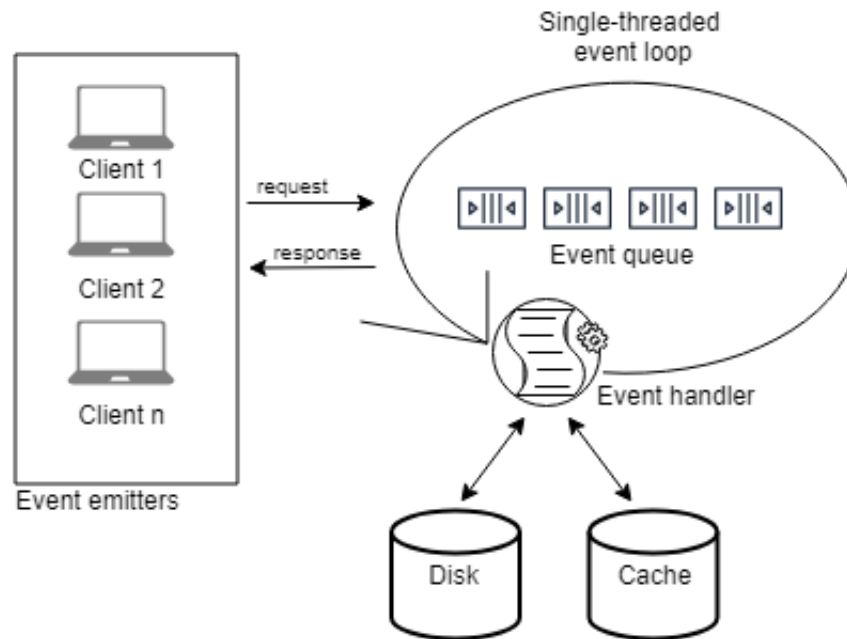 Single-threaded
event loop
Client 1
request
Event queue
response
Client 2
Client n
Event handler
Event emitters
Disk
Cache